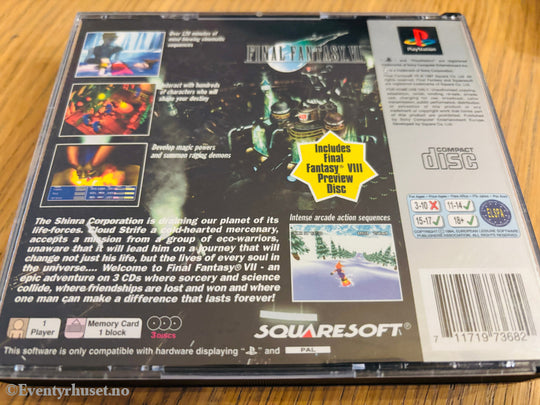 Over 120 minutes of
mind-blowing cinematic
sequences
FINAL FANTASY VII
PlayStation
Interact with hundreds
of characters who will
shape your destiny
Develop magic powers
and summon raging demons
Includes
Final
Fantasy® VIII
Preview
Disc
COMPACT
disc
3-10
11-14
15-17
18+
ELSPA
The Shinra Corporation is draining our planet of its
life-forces. Cloud Strife a cold-hearted mercenary,
accepts a mission from a group of eco-warriors,
unaware that it will lead him on a journey that will
change not just his life, but the lives of every soul in
the universe.... Welcome to Final Fantasy® VII - an
epic adventure on 3 CDs where sorcery and science
collide, where friendships are lost and won and where
one man can make a difference that lasts forever!
Intense arcade action sequences
1
Player
Memory Card
1 block
3 Discs
SQUARESOFT®
7 11719 73682
This software is only compatible with hardware displaying "PS" and PAL
© Eventyrhuset.no